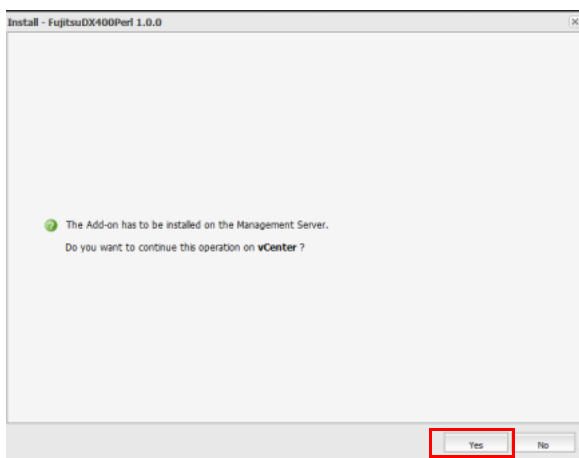 Install - FujitsuDX400Perl 1.0.0
The Add-on has to be installed on the Management Server.
Do you want to continue this operation on vCenter ?
Yes No